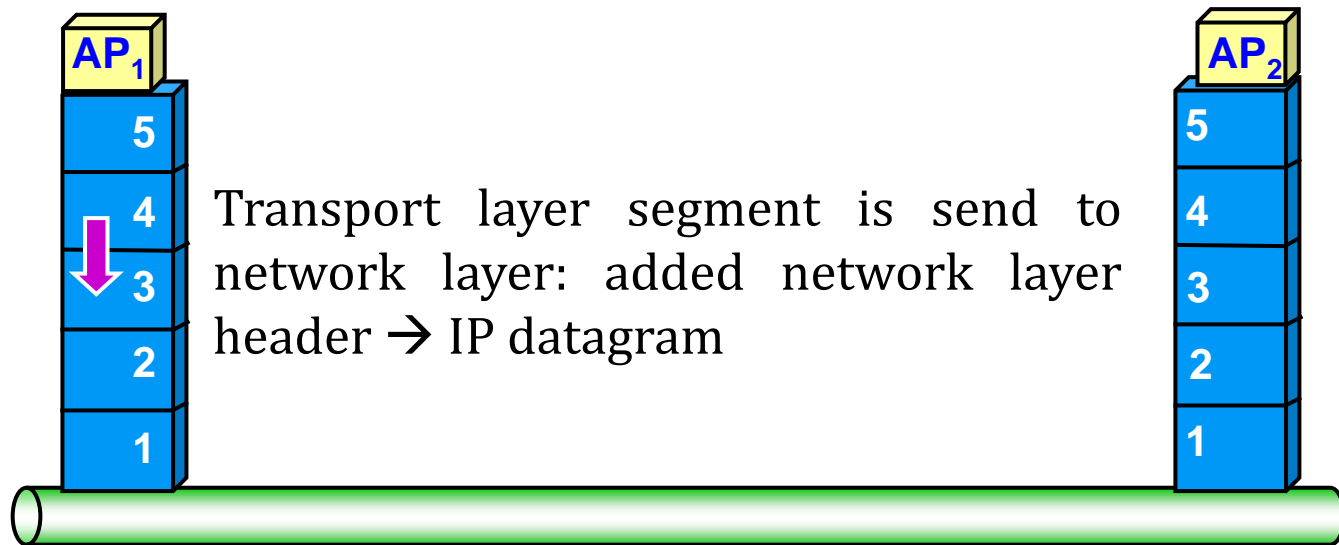 AP1
AP2
5
5
4
4
3
3
2
2
1
1
Transport layer segment is send to
network layer: added network layer
header → IP datagram